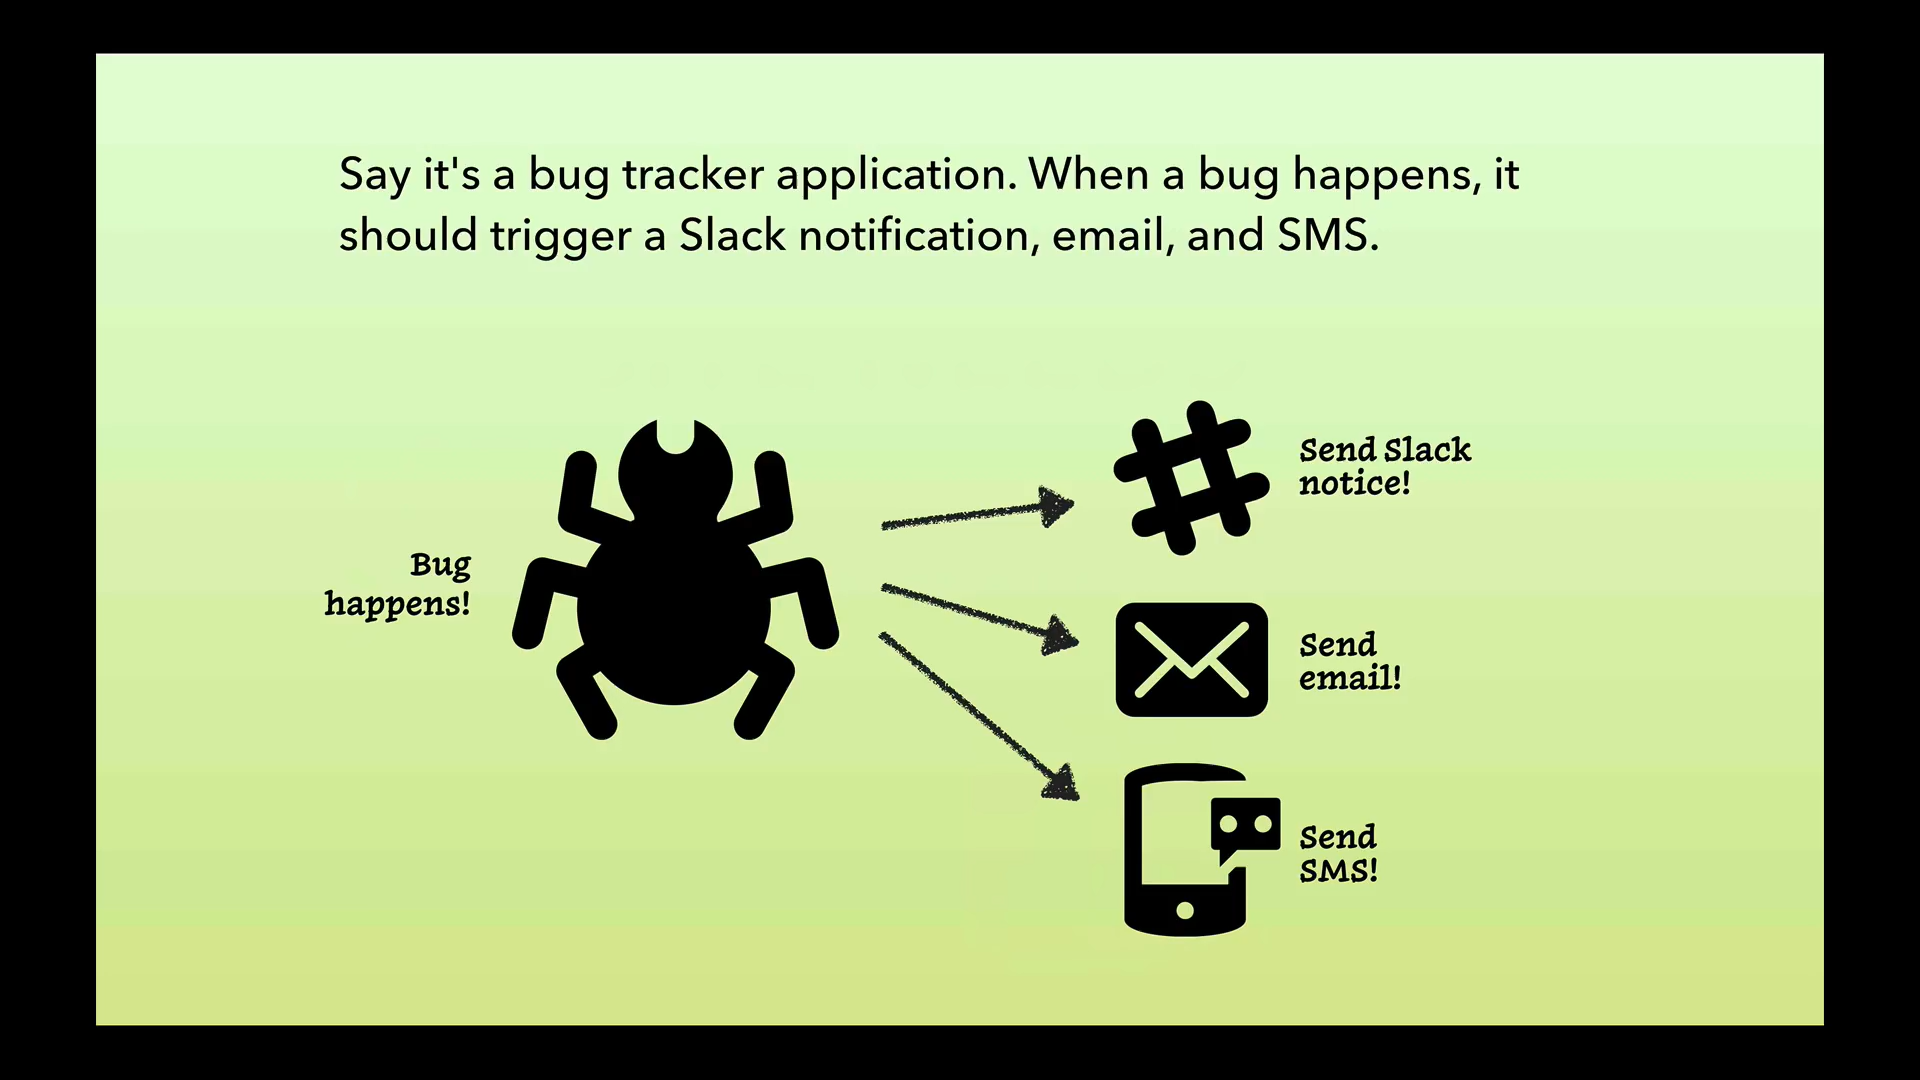 Say it's a bug tracker application. When a bug happens, it
should trigger a Slack notification, email, and SMS.
Bug
happens!
Send Slack
notice!
Send
email!
Send
SMS!